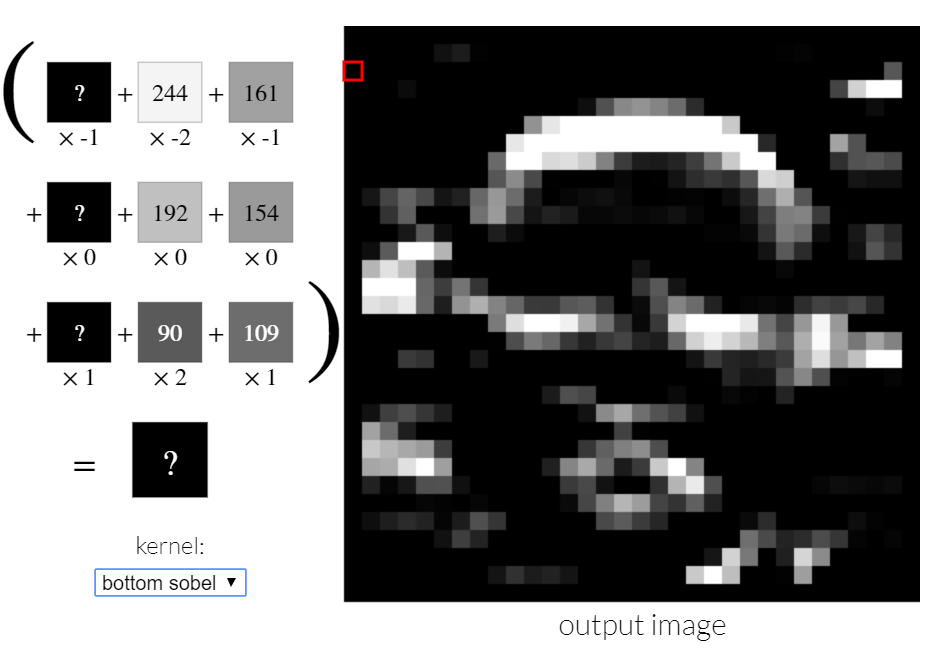 ( ? + 244 + 161
× -1 × -2 × -1
+ ? + 192 + 154
× 0 × 0 × 0
+ ? + 90 + 109 )
× 1 × 2 × 1
= ?
kernel:
bottom sobel ▼
output image